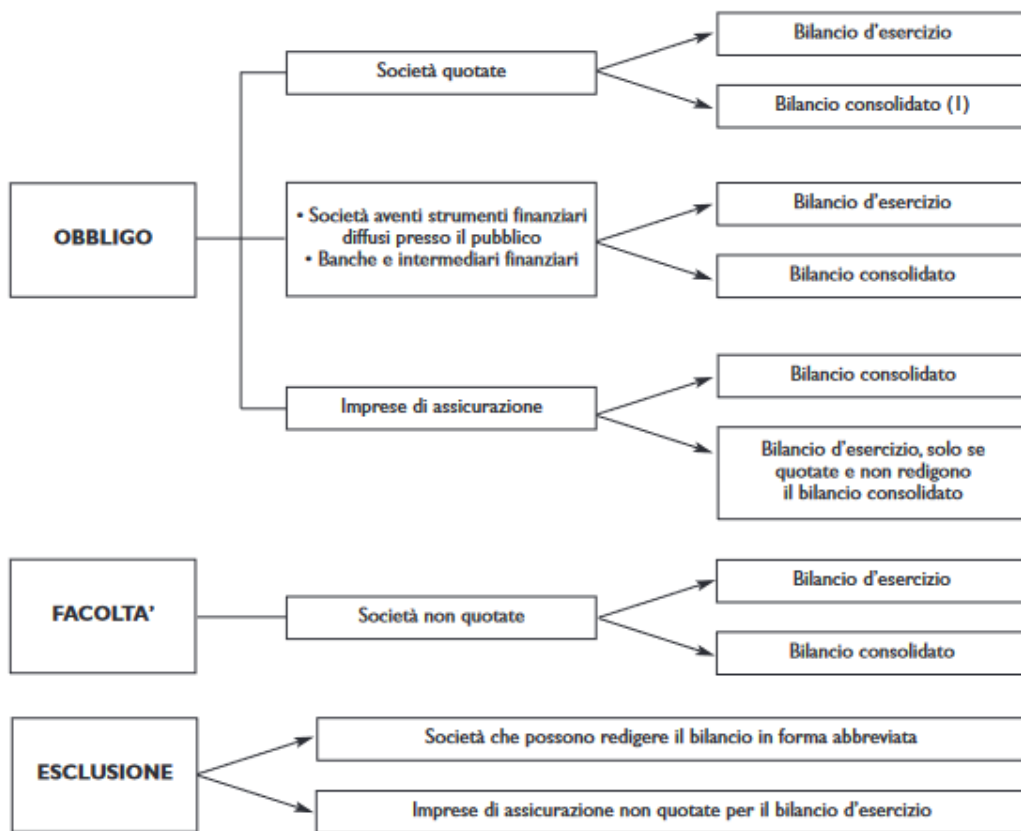 Bilancio d'esercizio
Società quotate
Bilancio consolidato (1)
OBBLIGO
• Società aventi strumenti finanziari
diffusi presso il pubblico
• Banche e intermediari finanziari
Bilancio d'esercizio
Bilancio consolidato
Imprese di assicurazione
Bilancio consolidato
Bilancio d'esercizio, solo se
quotate e non redigono
il bilancio consolidato
FACOLTA'
Società non quotate
Bilancio d'esercizio
Bilancio consolidato
ESCLUSIONE
Società che possono redigere il bilancio in forma abbreviata
Imprese di assicurazione non quotate per il bilancio d'esercizio